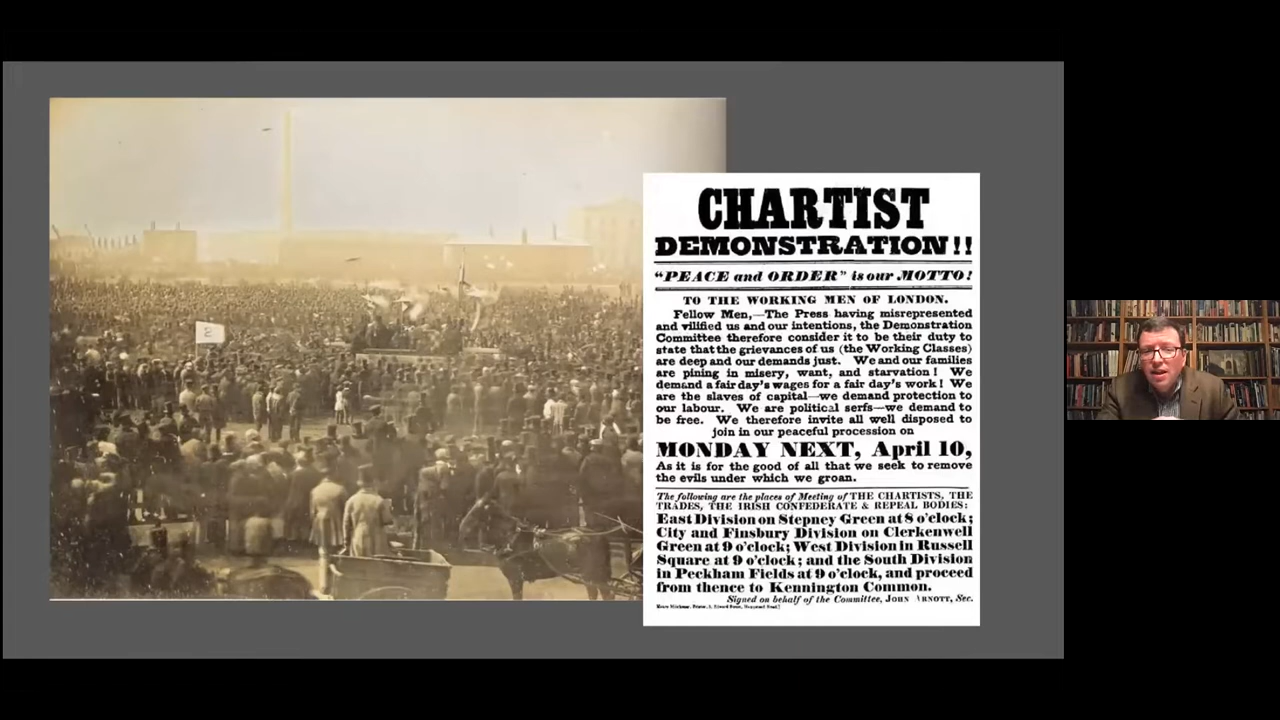 CHARTIST
DEMONSTRATION!!
"PEACE and ORDER" is our MOTTO!
TO THE WORKING MEN OF LONDON.
Fellow Men,—The Press having misrepresented
and vilified us and our intentions, the Demonstration
Committee therefore consider it to be their duty to
state that the grievances of us (the Working Classes)
are deep and our demands just. We and our families
are pining in misery, want, and starvation! We
demand a fair day's wages for a fair day's work! We
are the slaves of capital—we demand protection to
our labour. We are political serfs—we demand to
be free. We therefore invite all well disposed to
join in our peaceful procession on
MONDAY NEXT, April 10,
As it is for the good of all that we seek to remove
the evils under which we groan.
The following are the places of Meeting of THE CHARTISTS, THE
TRADES, THE IRISH CONFEDERATE & REPEAL BODIES:
East Division on Stepney Green at 8 o'clock;
City and Finsbury Division on Clerkenwell
Green at 9 o'clock; West Division in Russell
Square at 9 o'clock; and the South Division
in Peckham Fields at 9 o'clock, and proceed
from thence to Kennington Common.
Signed on behalf of the Committee, JOHN ARNOTT, Sec.